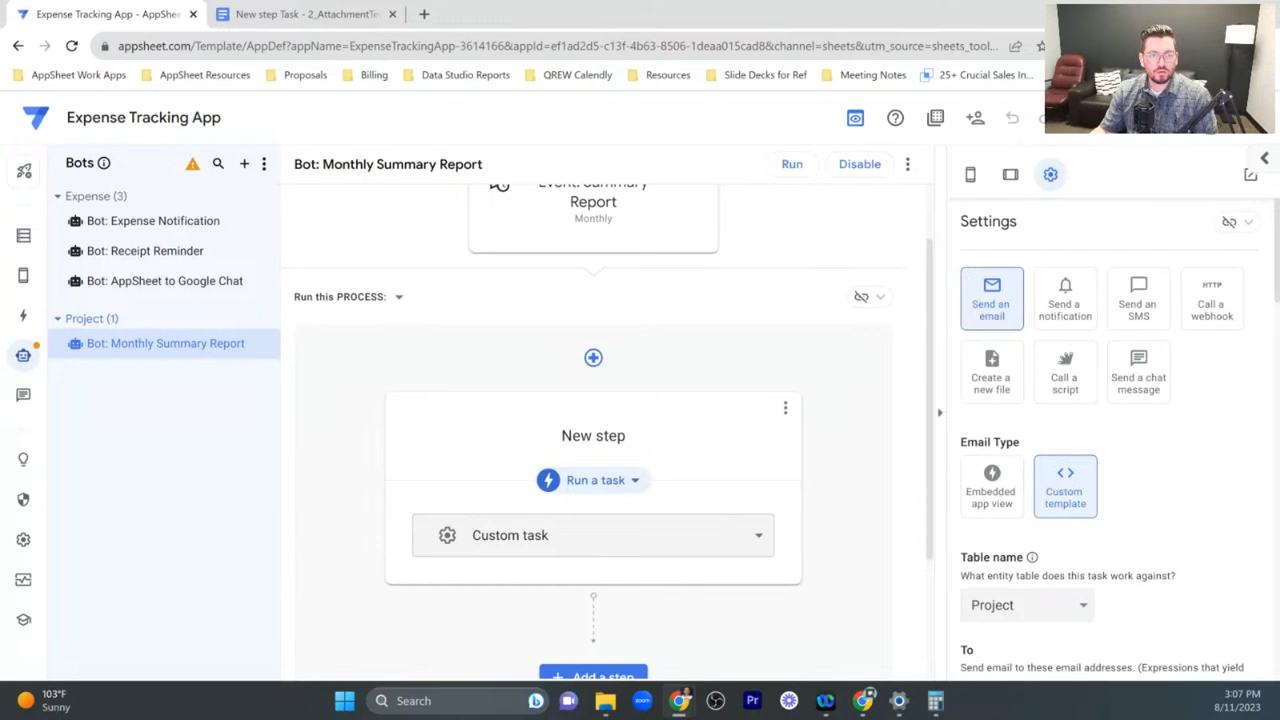 Expense Tracking App - AppShe
New step Task - 2_AttachmentTe
appsheet.com/Template/AppDef?appName=ExpenseTrackingApp-3614166&appId=ef1ad2d5-c13f-4b63-8506-1deaa015cad8&channel=sheets&utm_source=sheets_tool...
AppSheet Work Apps
AppSheet Resources
Proposals
Billing
Data Studio Reports
QREW Calendly
Resources
Slide Decks for Ref
Meeting Notes
25+ Crucial Sales In...
Expense Tracking App
Bots
Bot: Monthly Summary Report
Run
Disable
Expense (3)
Bot: Expense Notification
Bot: Receipt Reminder
Bot: AppSheet to Google Chat
Project (1)
Bot: Monthly Summary Report
Event: Summary
Report
Monthly
Run this PROCESS:
New step
Run a task
Custom task
Add a step
Settings
Send an
email
Send a
notification
Send an
SMS
HTTP
Call a
webhook
Create a
new file
Call a
script
Send a chat
message
Email Type
Embedded
app view
Custom
template
Table name
What entity table does this task work against?
Project
To
Send email to these email addresses. (Expressions that yield
103°F
Sunny
Search
zoom
Pr
3:07 PM
8/11/2023